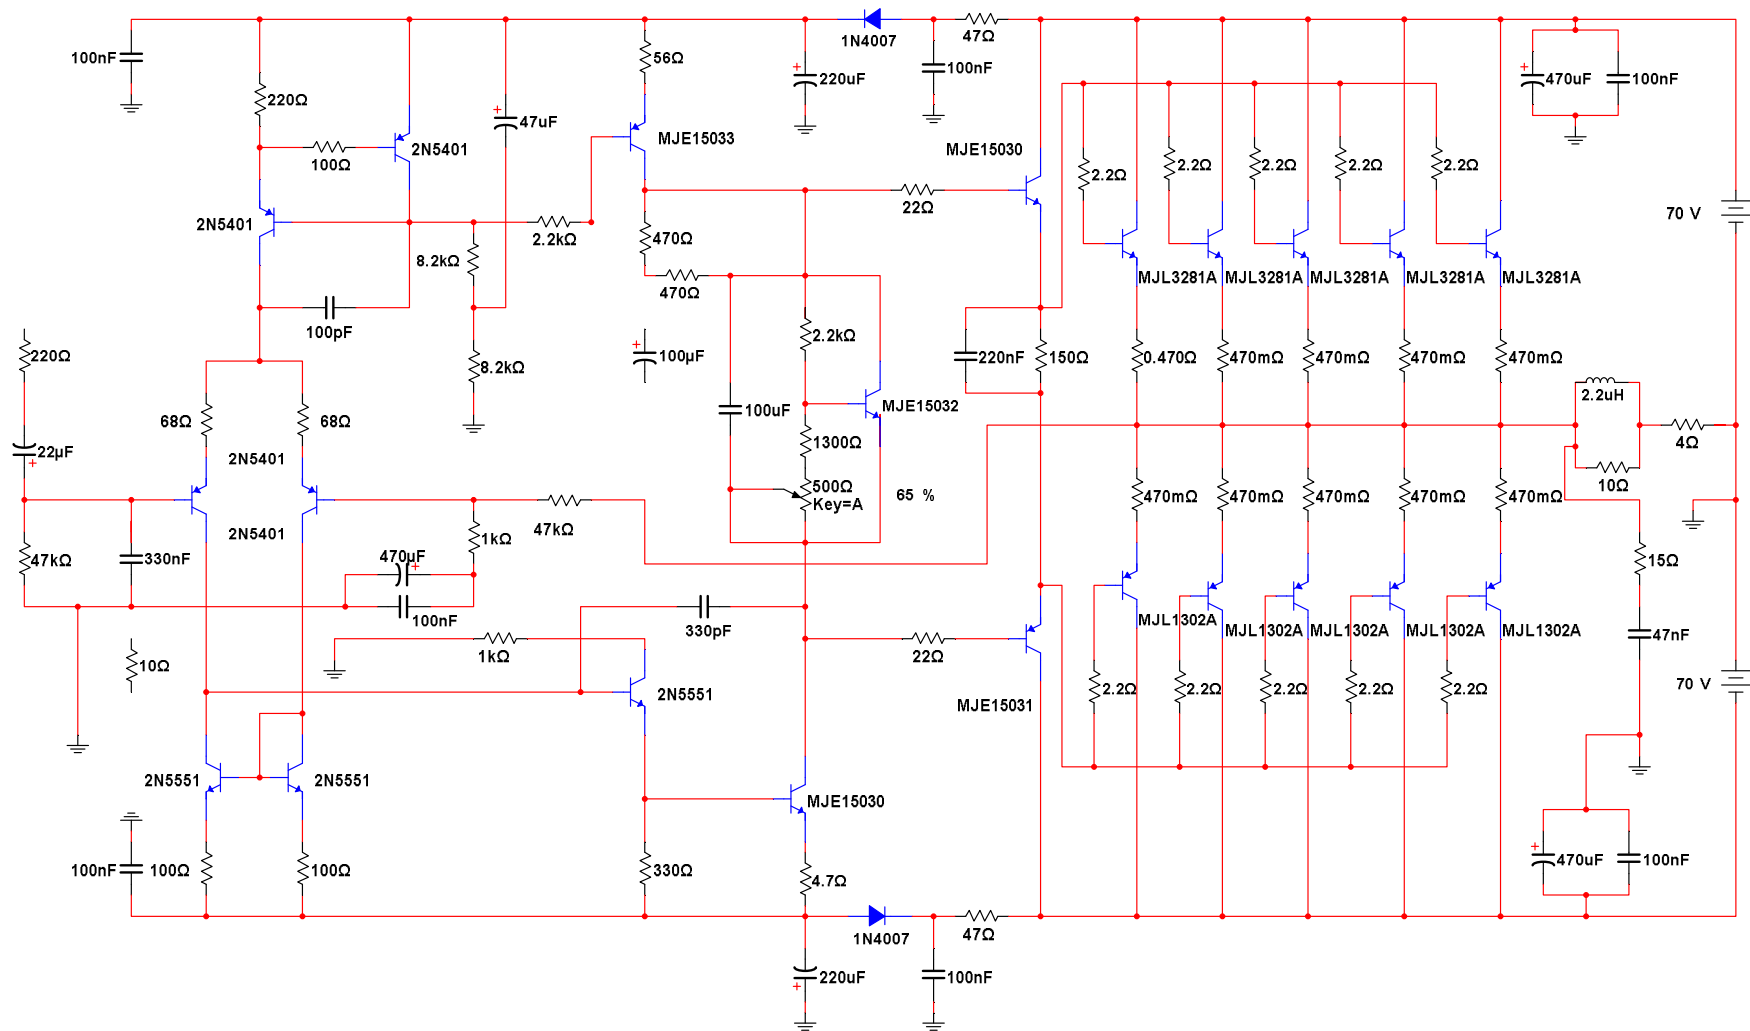 1N4007
47Ω
100nF
56Ω
220uF
100nF
470uF
100nF
220Ω
47uF
MJE15033
MJE15030
100Ω
2N5401
2.2Ω
2.2Ω
2.2Ω
2.2Ω
2.2Ω
22Ω
70 V
2N5401
2.2kΩ
470Ω
8.2kΩ
470Ω
MJL3281A
MJL3281A
MJL3281A
MJL3281A
MJL3281A
100pF
2.2kΩ
220Ω
100µF
220nF
150Ω
0.470Ω
470mΩ
470mΩ
470mΩ
470mΩ
8.2kΩ
2.2uH
68Ω
68Ω
100uF
MJE15032
1300Ω
4Ω
22µF
2N5401
10Ω
500Ω
Key=A
65 %
470mΩ
470mΩ
470mΩ
470mΩ
470mΩ
47kΩ
2N5401
1kΩ
47kΩ
330nF
470µF
15Ω
100nF
330pF
MJL1302A
MJL1302A
MJL1302A
MJL1302A
MJL1302A
47nF
1kΩ
22Ω
10Ω
2N5551
2.2Ω
2.2Ω
2.2Ω
2.2Ω
2.2Ω
70 V
MJE15031
2N5551
2N5551
MJE15030
100nF
100Ω
100Ω
330Ω
4.7Ω
470uF
100nF
1N4007
47Ω
220uF
100nF